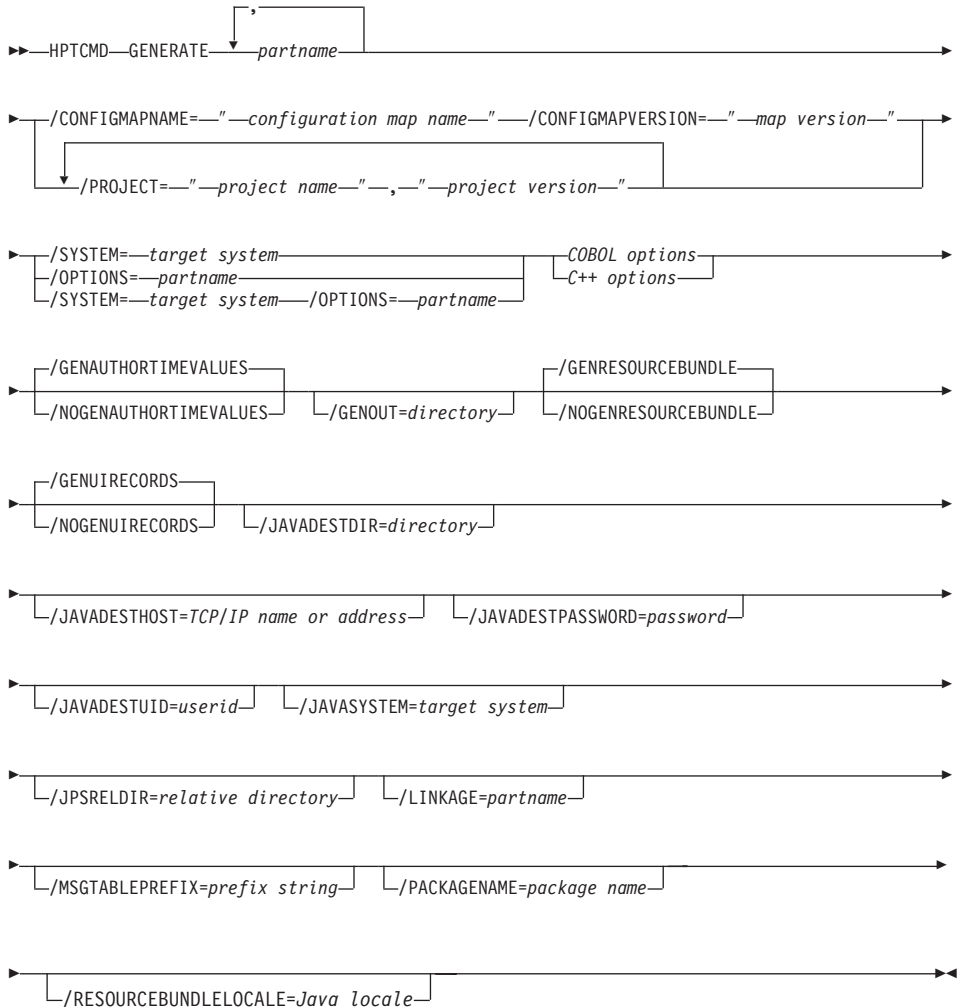 ,
HPTCMD GENERATE partname
/CONFIGMAPNAME= " configuration map name " /CONFIGMAPVERSION= " map version "
/PROJECT= " project name " , " project version "
/SYSTEM= target system COBOL options
/OPTIONS= partname C++ options
/SYSTEM= target system /OPTIONS= partname
/GENAUTHORTIMEVALUES /GENRESOURCEBUNDLE
/NOGENAUTHORTIMEVALUES /GENOUT=directory /NOGENRESOURCEBUNDLE
/GENUIRECORDS
/NOGENUIRECORDS /JAVADESTDIR=directory
/JAVADESTHOST=TCP/IP name or address /JAVADESTPASSWORD=password
/JAVADESTUID=userid /JAVASYSTEM=target system
/JPSRELDIR=relative directory /LINKAGE=partname
/MSGTABLEPREFIX=prefix string /PACKAGENAME=package name
/RESOURCEBUNDLELOCALE=Java locale